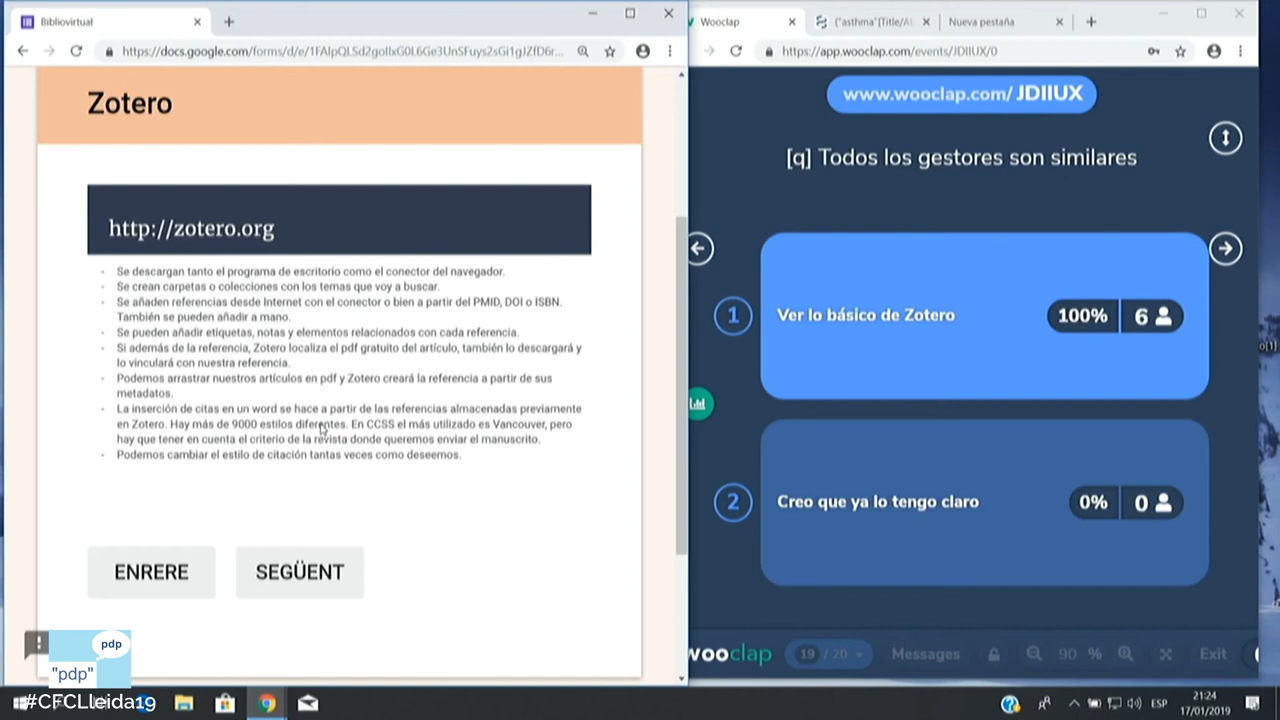 Bibliovirtual
https://docs.google.com/forms/d/e/1FAIpQLSd2golIxG0L6Ge3UnSFuys2sGi1gJZfD6r...
Zotero
http://zotero.org
- Se descargan tanto el programa de escritorio como el conector del navegador.
- Se crean carpetas o colecciones con los temas que voy a buscar.
- Se añaden referencias desde Internet con el conector o bien a partir del PMID, DOI o ISBN.
También se pueden añadir a mano.
- Se pueden añadir etiquetas, notas y elementos relacionados con cada referencia.
- Si además de la referencia, Zotero localiza el pdf gratuito del artículo, también lo descargará y
lo vinculará con nuestra referencia.
- Podemos arrastrar nuestros artículos en pdf y Zotero creará la referencia a partir de sus
metadatos.
- La inserción de citas en un word se hace a partir de las referencias almacenadas previamente
en Zotero. Hay más de 9000 estilos diferentes. En CCSS el más utilizado es Vancouver, pero
hay que tener en cuenta el criterio de la revista donde queremos enviar el manuscrito.
- Podemos cambiar el estilo de citación tantas veces como deseemos.
ENRERE SEGÜENT
pdp
"pdp"
#CFCLleida19
Wooclap ("asthma"[Title/Al Nueva pestaña
https://app.wooclap.com/events/JDIIUX/0
www.wooclap.com/ JDIIUX
[q] Todos los gestores son similares
1 Ver lo básico de Zotero 100% 6
2 Creo que ya lo tengo claro 0% 0
wooclap 19 / 20 Messages 90 % Exit
o[1]
ESP
21:24
17/01/2019